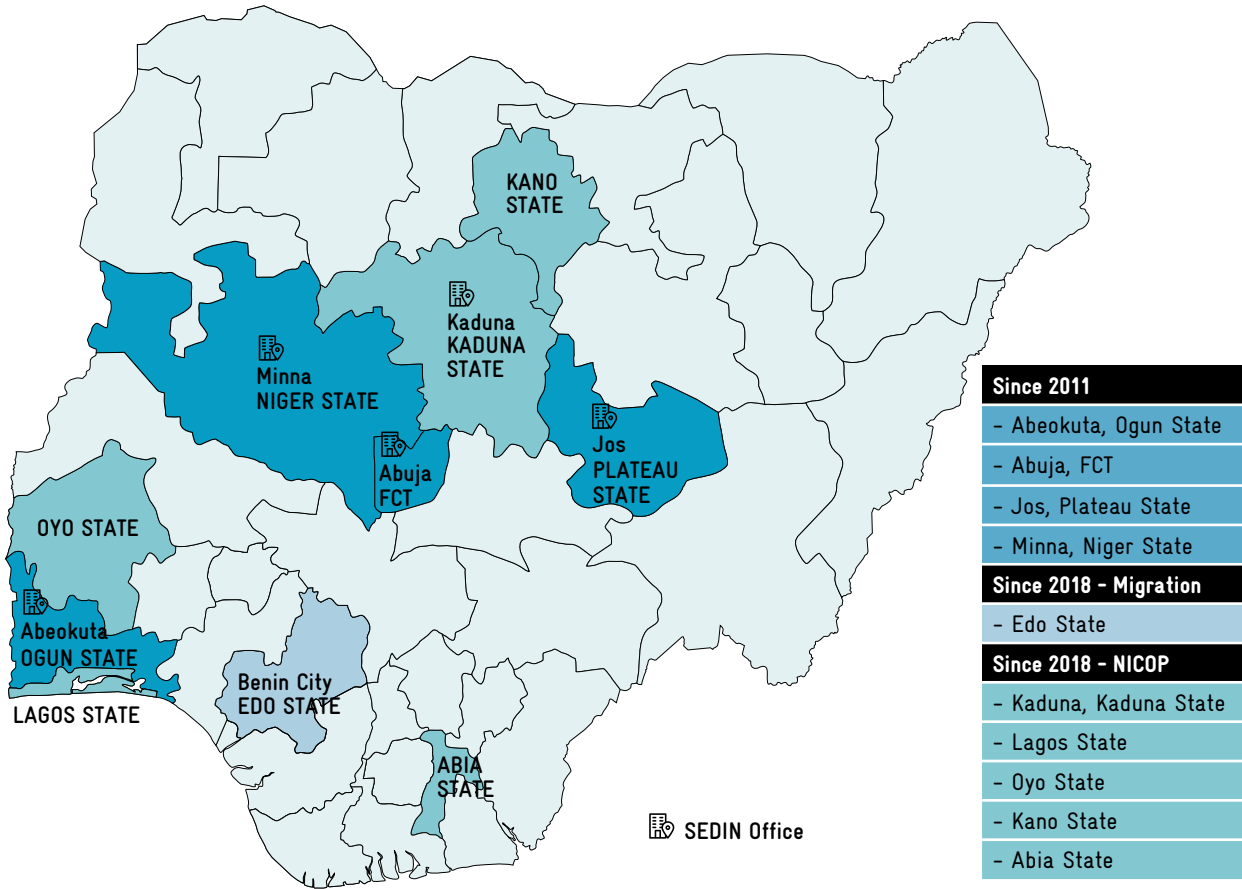 KANO
STATE
Kaduna
KADUNA
STATE
Minna
NIGER STATE
Jos
PLATEAU
STATE
Abuja
FCT
OYO STATE
Abeokuta
OGUN STATE
LAGOS STATE
Benin City
EDO STATE
ABIA
STATE
SEDIN Office
Since 2011
- Abeokuta, Ogun State
- Abuja, FCT
- Jos, Plateau State
- Minna, Niger State
Since 2018 - Migration
- Edo State
Since 2018 - NICOP
- Kaduna, Kaduna State
- Lagos State
- Oyo State
- Kano State
- Abia State